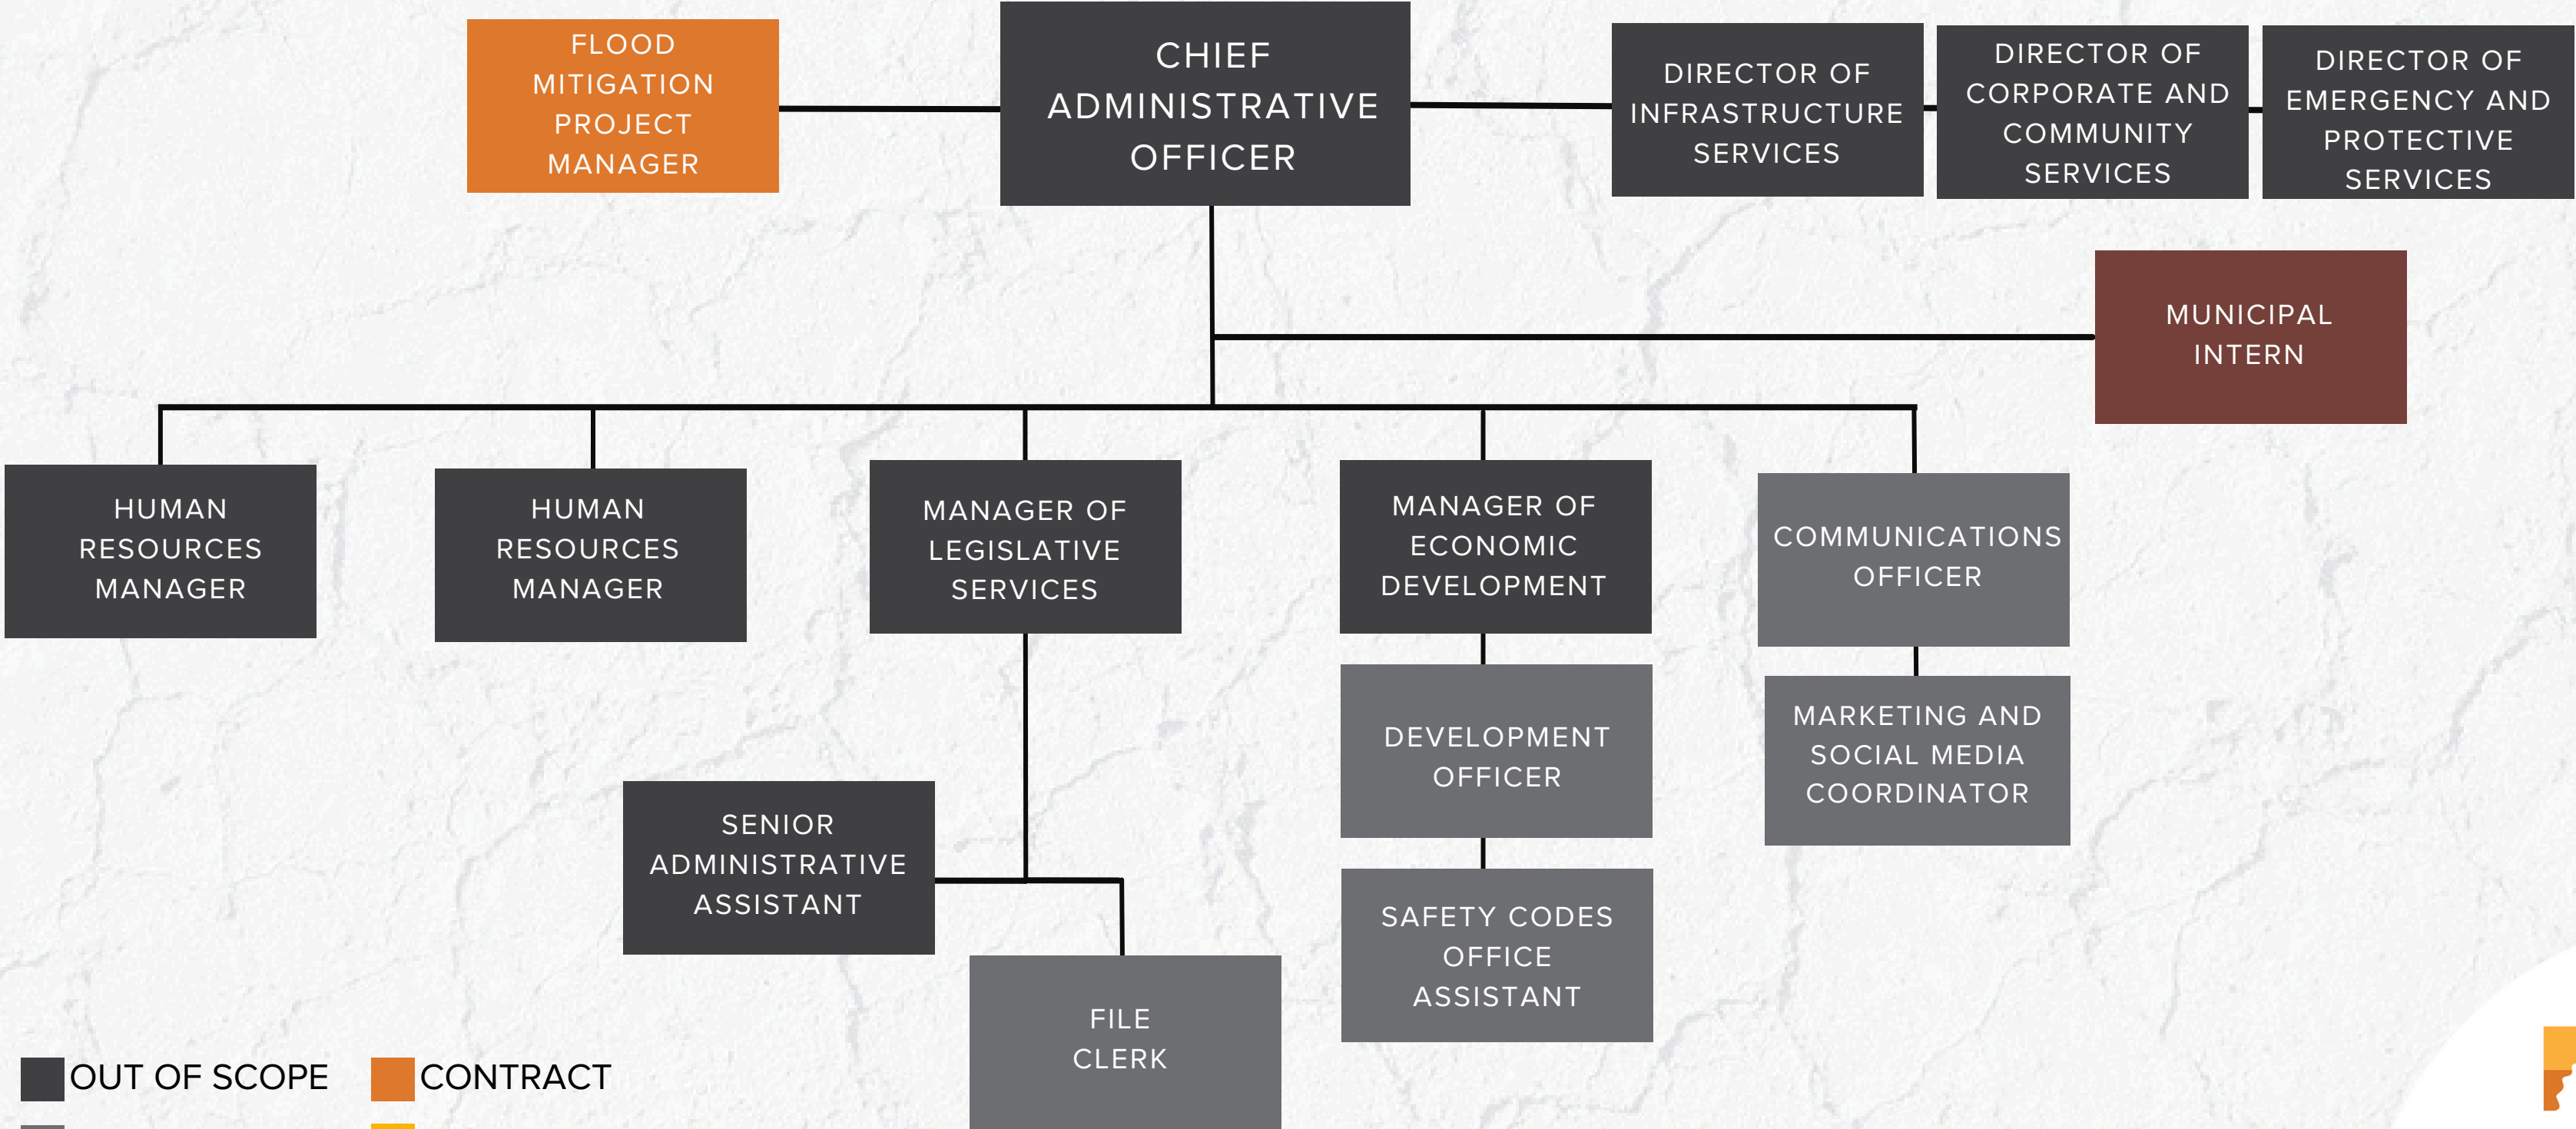 FLOOD
MITIGATION
PROJECT
MANAGER
CHIEF
ADMINISTRATIVE
OFFICER
DIRECTOR OF
INFRASTRUCTURE
SERVICES
DIRECTOR OF
CORPORATE AND
COMMUNITY
SERVICES
DIRECTOR OF
EMERGENCY AND
PROTECTIVE
SERVICES
MUNICIPAL
INTERN
HUMAN
RESOURCES
MANAGER
HUMAN
RESOURCES
MANAGER
MANAGER OF
LEGISLATIVE
SERVICES
MANAGER OF
ECONOMIC
DEVELOPMENT
COMMUNICATIONS
OFFICER
DEVELOPMENT
OFFICER
MARKETING AND
SOCIAL MEDIA
COORDINATOR
SENIOR
ADMINISTRATIVE
ASSISTANT
SAFETY CODES
OFFICE
ASSISTANT
FILE
CLERK
OUT OF SCOPE
CONTRACT